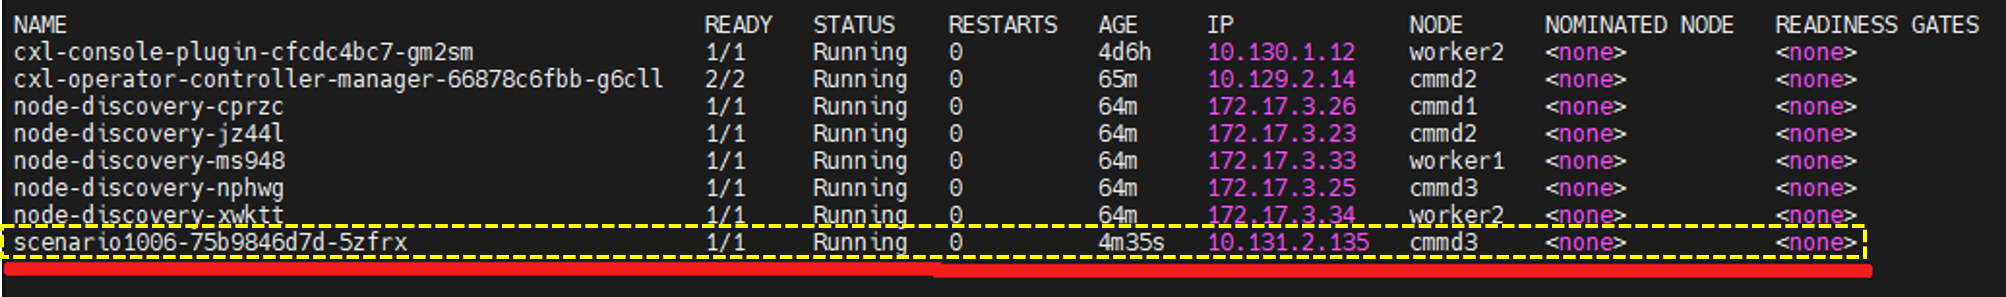 NAME READY STATUS RESTARTS AGE IP NODE NOMINATED NODE READINESS GATES
cxl-console-plugin-cfcdc4bc7-gm2sm 1/1 Running 0 4d6h 10.130.1.12 worker2 <none> <none>
cxl-operator-controller-manager-66878c6fbb-g6cll 2/2 Running 0 65m 10.129.2.14 cmmd2 <none> <none>
node-discovery-cprzc 1/1 Running 0 64m 172.17.3.26 cmmd1 <none> <none>
node-discovery-jz44l 1/1 Running 0 64m 172.17.3.23 cmmd2 <none> <none>
node-discovery-ms948 1/1 Running 0 64m 172.17.3.33 worker1 <none> <none>
node-discovery-nphwg 1/1 Running 0 64m 172.17.3.25 cmmd3 <none> <none>
node-discovery-xwktt 1/1 Running 0 64m 172.17.3.34 worker2 <none> <none>
scenario1006-75b9846d7d-5zfrx 1/1 Running 0 4m35s 10.131.2.135 cmmd3 <none> <none>